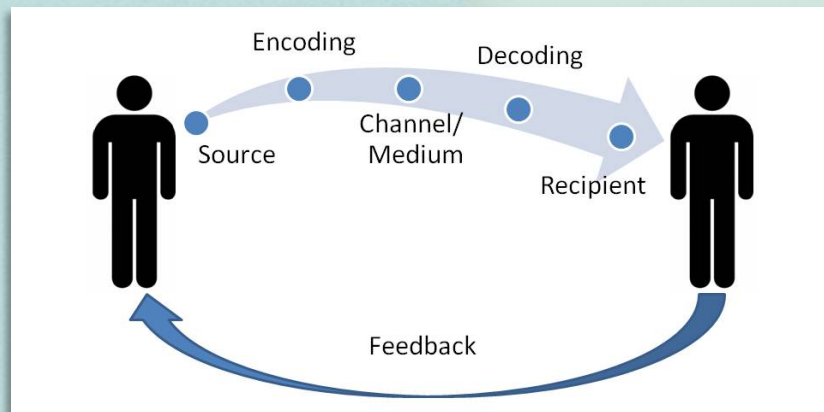 Encoding
Decoding
Source
Channel/
Medium
Recipient
Feedback